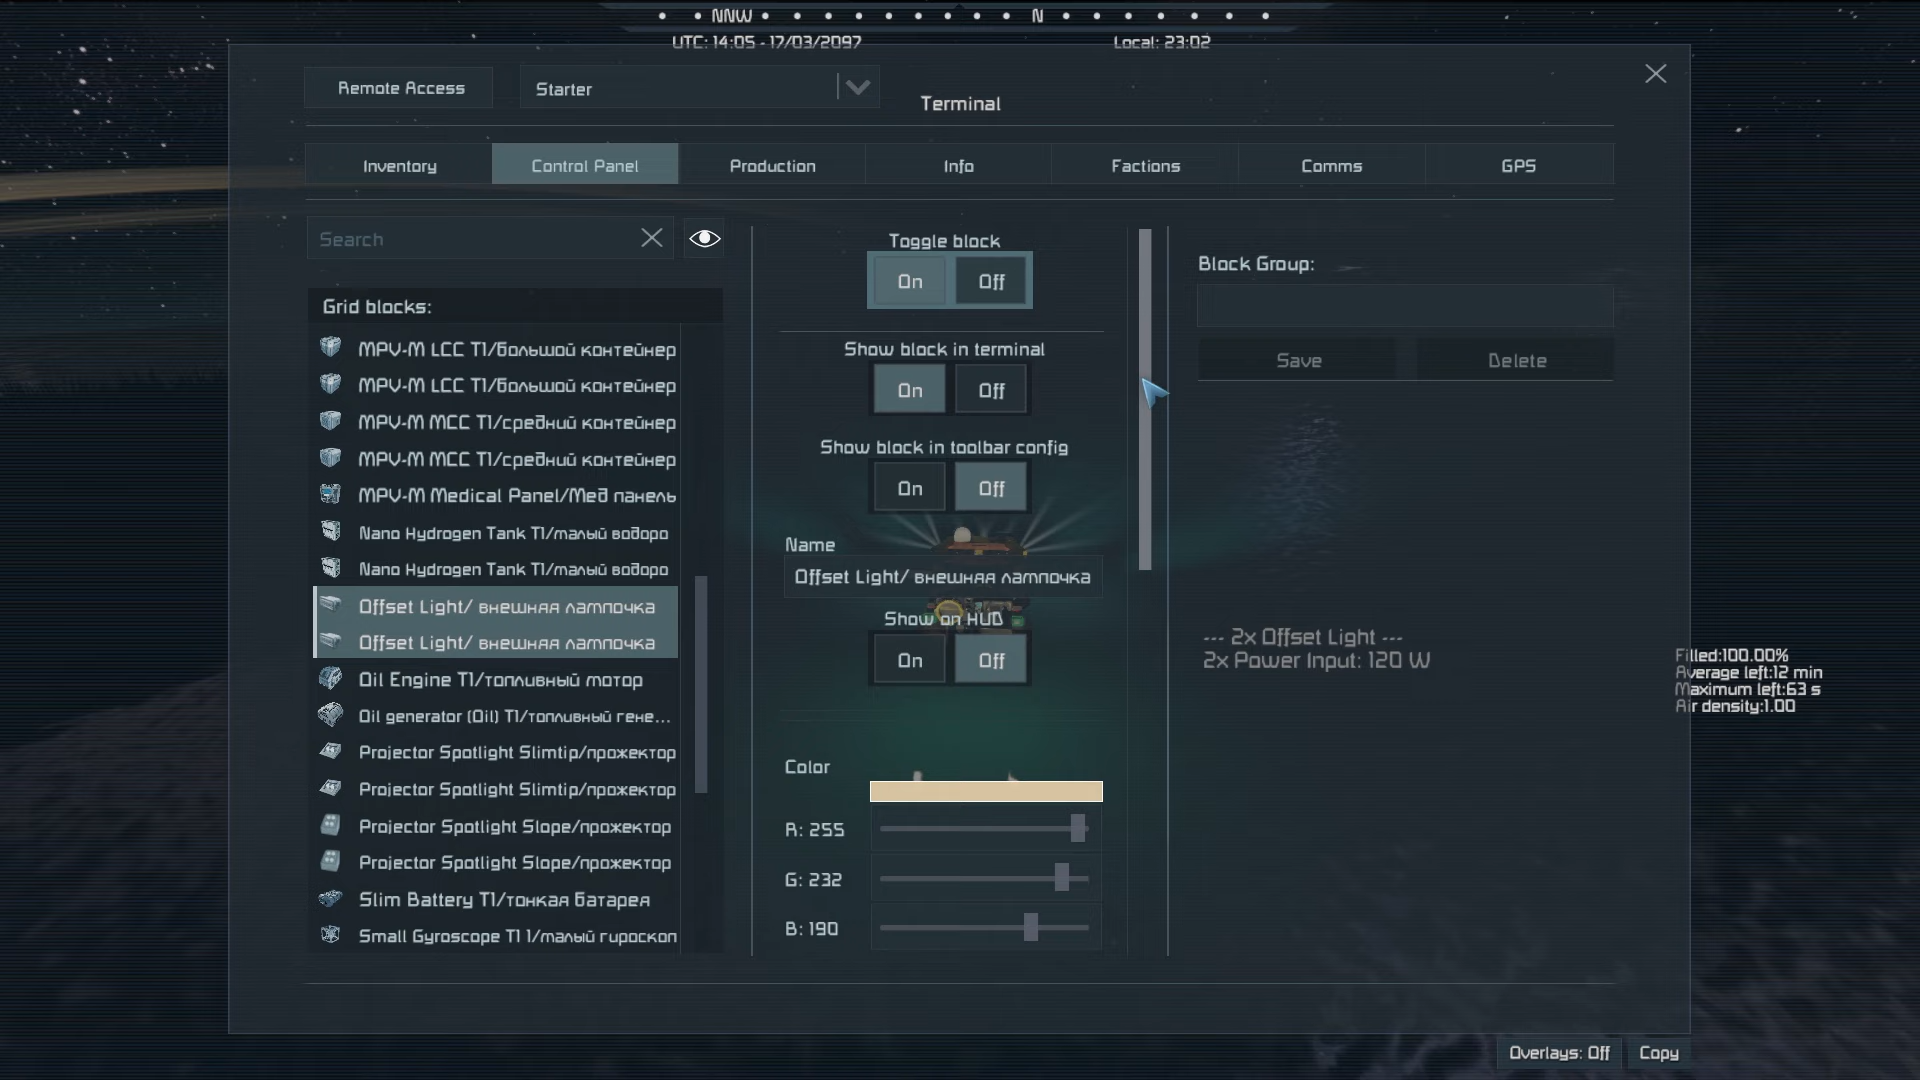 NNW
N
UTC: 14:05 - 17/03/2097
Local: 23:02
Remote Access
Starter
Terminal
Inventory
Control Panel
Production
Info
Factions
Comms
GPS
Search
Grid blocks:
MPV-M LCC T1/большой контейнер
MPV-M LCC T1/большой контейнер
MPV-M MCC T1/средний контейнер
MPV-M MCC T1/средний контейнер
MPV-M Medical Panel/Мед панель
Nano Hydrogen Tank T1/малый водоро
Nano Hydrogen Tank T1/малый водоро
Offset Light/ внешняя лампочка
Offset Light/ внешняя лампочка
Oil Engine T1/топливный мотор
Oil generator (Oil) T1/топливный гене...
Projector Spotlight Slimtip/прожектор
Projector Spotlight Slimtip/прожектор
Projector Spotlight Slope/прожектор
Projector Spotlight Slope/прожектор
Slim Battery T1/тонкая батарея
Small Gyroscope T1 1/малый гироскоп
Toggle block
On
Off
Show block in terminal
On
Off
Show block in toolbar config
On
Off
Name
Offset Light/ внешняя лампочка
Show on HUD
On
Off
Color
R: 255
G: 232
B: 190
Block Group:
Save
Delete
--- 2x Offset Light ---
2x Power Input: 120 W
Filled:100.00%
Average left:12 min
Maximum left:63 s
Air density:1.00
Overlays: Off
Copy